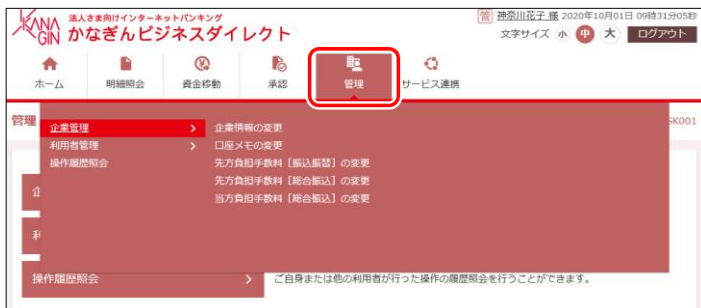 KANAGIN 法人さま向けインターネットバンキング
かなぎんビジネスダイレクト
管 神奈川花子 様 2020年10月01日 09時31分05秒
文字サイズ 小 中 大 ログアウト
ホーム 明細照会 資金移動 承認 管理 サービス連携
管理 SK001
企業管理
利用者管理
操作履歴照会
企業情報の変更
口座メモの変更
先方負担手数料［振込振替］の変更
先方負担手数料［総合振込］の変更
当方負担手数料［総合振込］の変更
企
利
操作履歴照会 ご自身または他の利用者が行った操作の履歴照会を行うことができます。